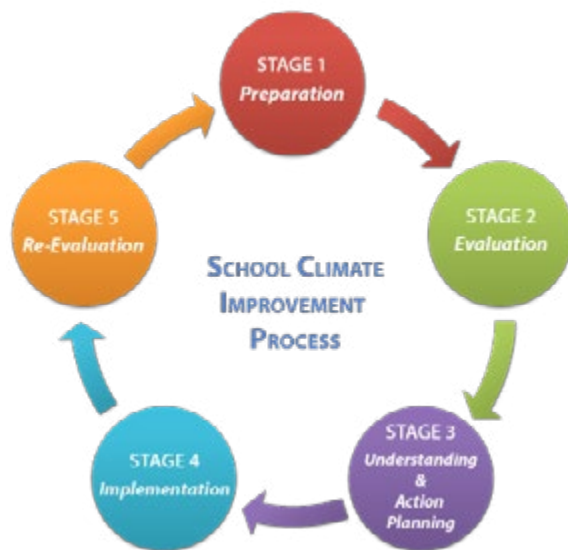 STAGE 1
Preparation
STAGE 2
Evaluation
STAGE 3
Understanding
&
Action
Planning
STAGE 4
Implementation
STAGE 5
Re-Evaluation
SCHOOL CLIMATE
IMPROVEMENT
PROCESS